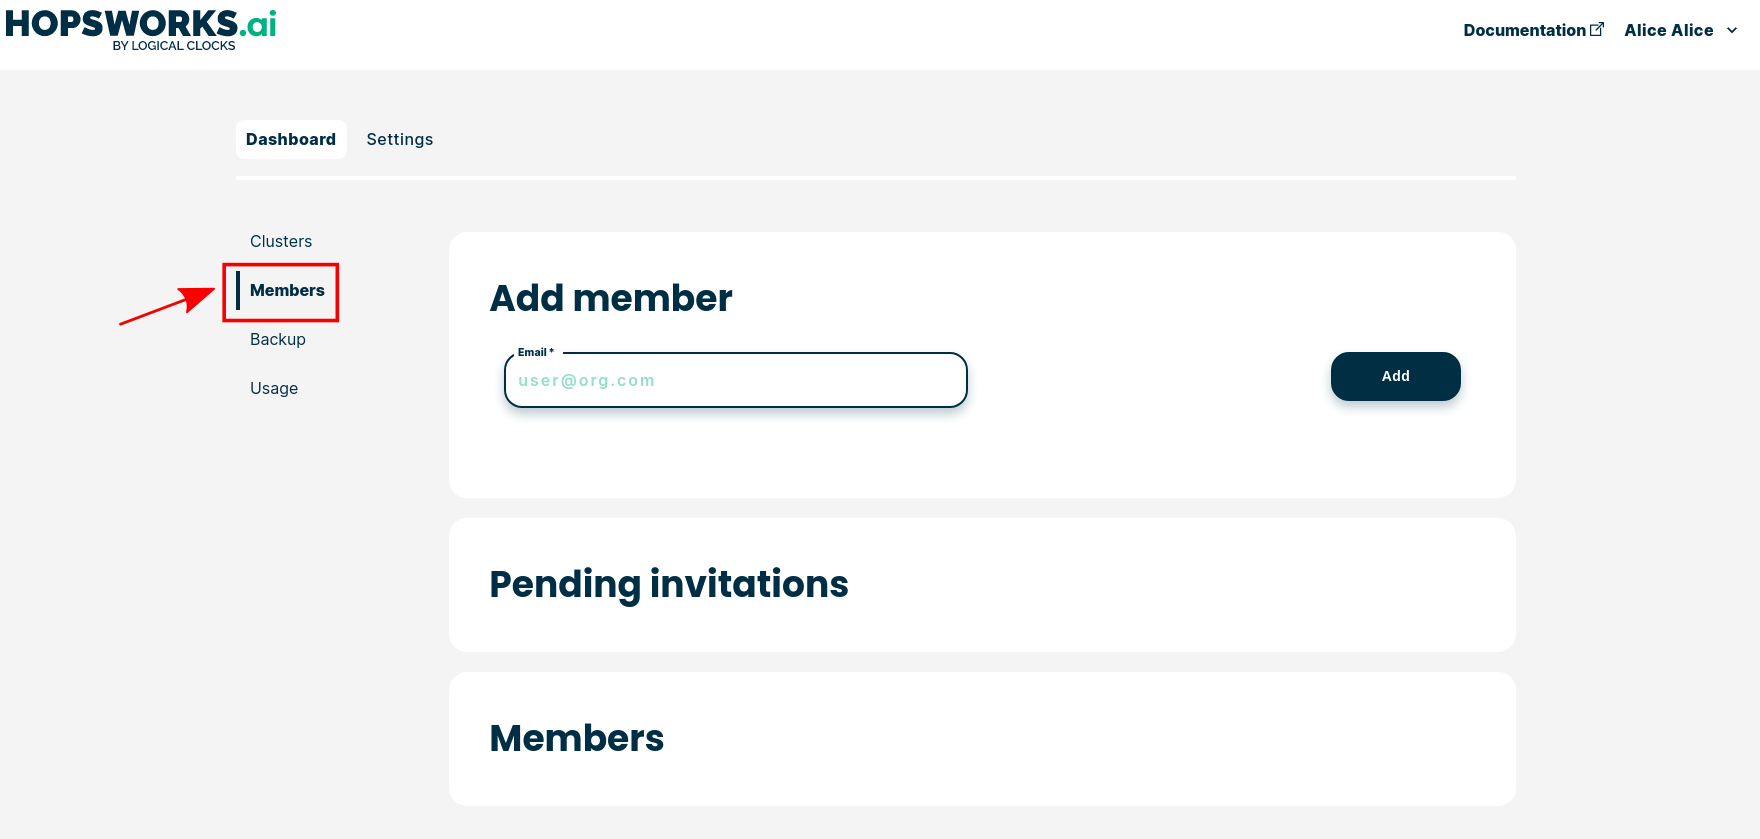 HOPSWORKS.ai
BY LOGICAL CLOCKS
Documentation
Alice Alice
Dashboard
Settings
Clusters
Members
Backup
Usage
Add member
Email *
user@org.com
Add
Pending invitations
Members